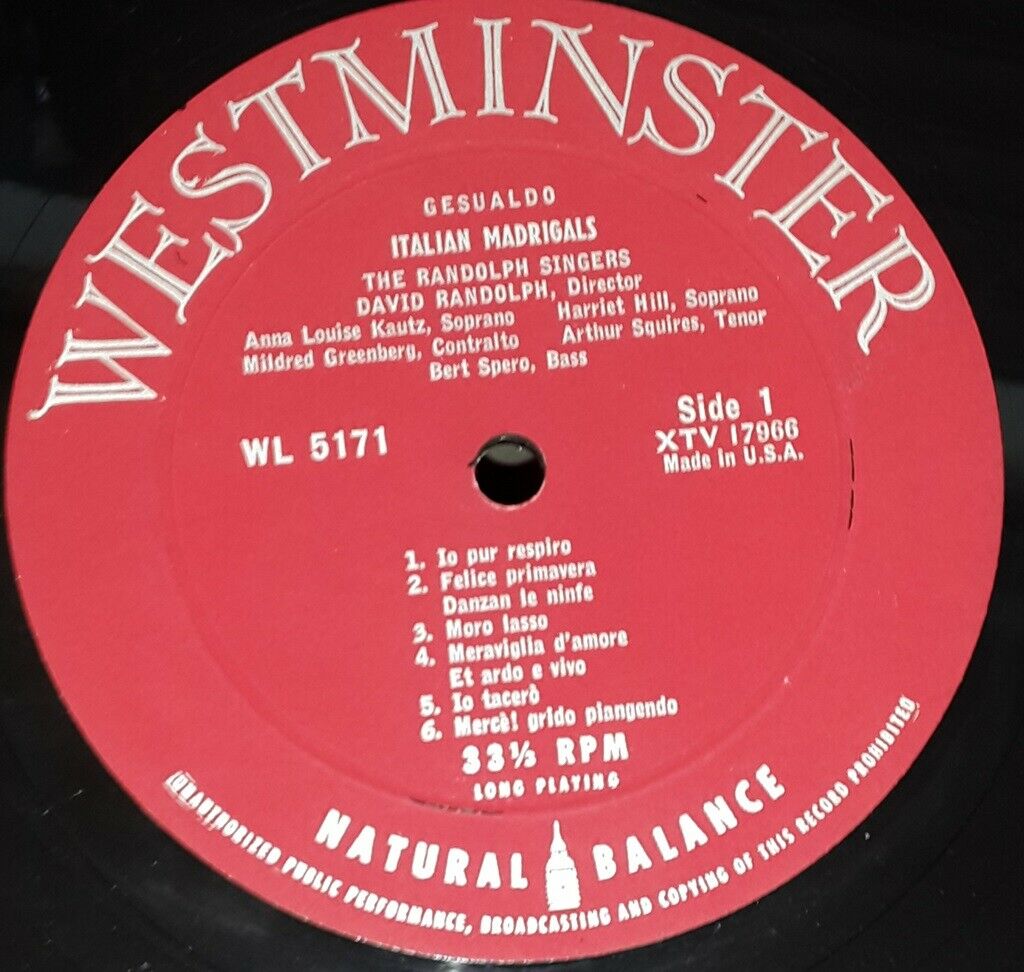 WESTMINSTER
GESUALDO
ITALIAN MADRIGALS
THE RANDOLPH SINGERS
DAVID RANDOLPH, Director
Anna Louise Kautz, Soprano Harriet Hill, Soprano
Mildred Greenberg, Contralto Arthur Squires, Tenor
Bert Spero, Bass
WL 5171
Side 1
XTV 17966
Made in U.S.A.
1. Io pur respiro
2. Felice primavera
Danzan le ninfe
3. Moro lasso
4. Meraviglia d'amore
Et ardo e vivo
5. Io tacerò
6. Mercè! grido piangendo
33⅓ RPM
LONG PLAYING
NATURAL BALANCE
UNAUTHORIZED PUBLIC PERFORMANCE, BROADCASTING AND COPYING OF THIS RECORD PROHIBITED